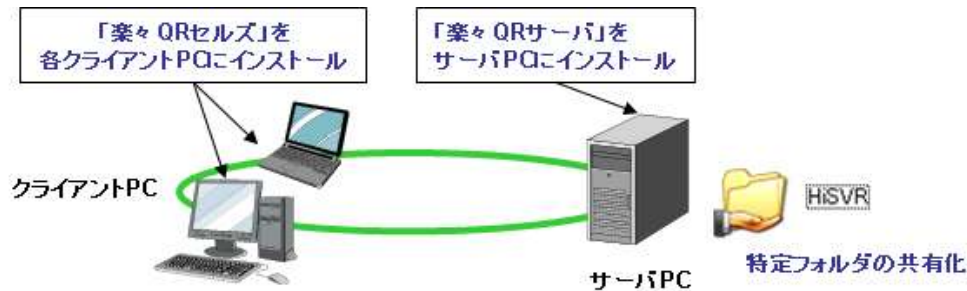 「楽々QRセルズ」を
各クライアントPCにインストール
「楽々QRサーバ」を
サーバPCにインストール
クライアントPC
HiSVR
サーバPC
特定フォルダの共有化